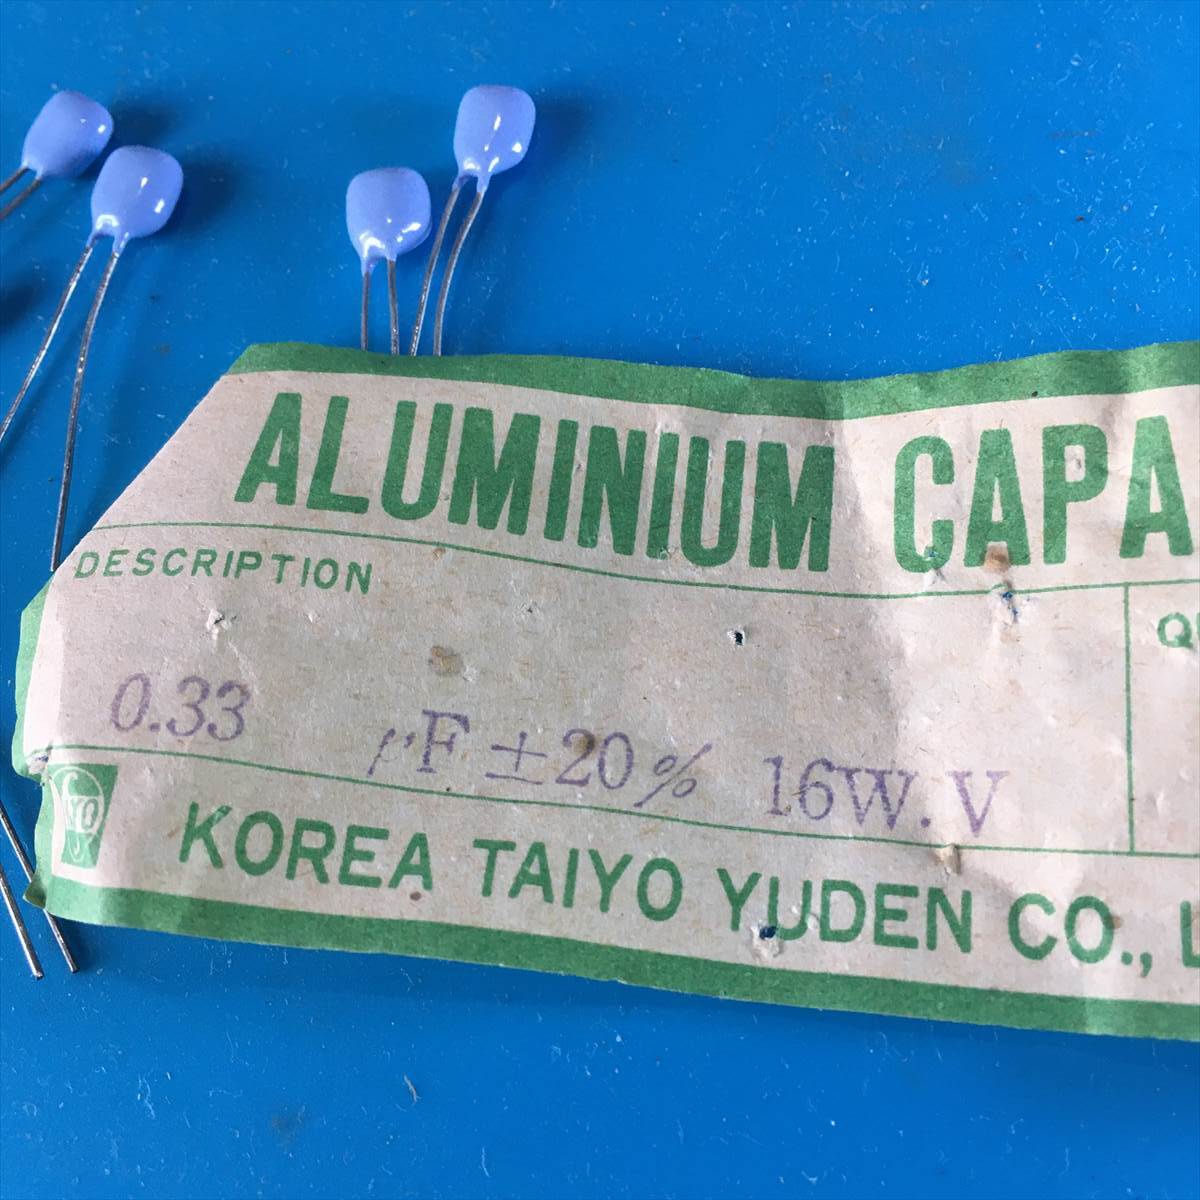 ALUMINIUM CAPA
DESCRIPTION
0.33 μF ±20% 16W.V
KOREA TAIYO YUDEN CO., L